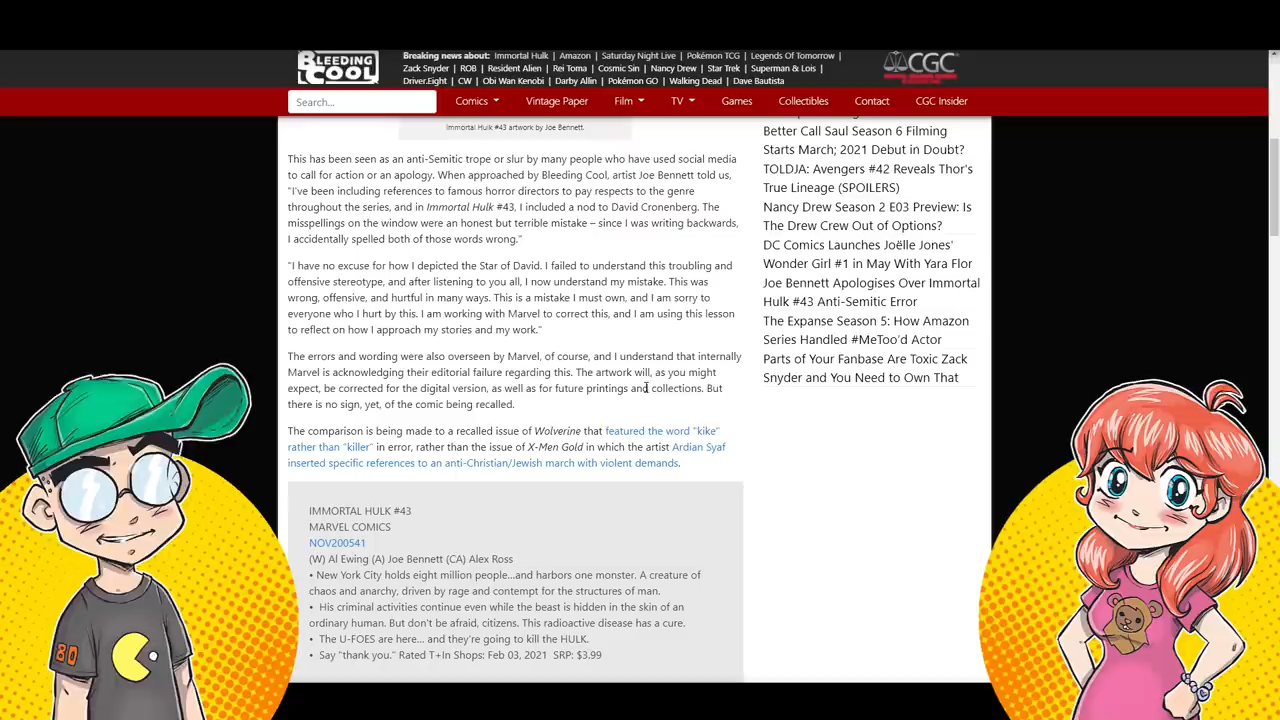 BLEEDING
COOL
Breaking news about: Immortal Hulk | Amazon | Saturday Night Live | Pokémon TCG | Legends Of Tomorrow |
Zack Snyder | ROB | Resident Alien | Rei Toma | Cosmic Sin | Nancy Drew | Star Trek | Superman & Lois |
Driver.Eight | CW | Obi Wan Kenobi | Darby Allin | Pokémon GO | Walking Dead | Dave Bautista
CGC
Search...
Comics
Vintage Paper
Film
TV
Games
Collectibles
Contact
CGC Insider
Immortal Hulk #43 artwork by Joe Bennett.
This has been seen as an anti-Semitic trope or slur by many people who have used social media
to call for action or an apology. When approached by Bleeding Cool, artist Joe Bennett told us,
"I've been including references to famous horror directors to pay respects to the genre
throughout the series, and in Immortal Hulk #43, I included a nod to David Cronenberg. The
misspellings on the window were an honest but terrible mistake – since I was writing backwards,
I accidentally spelled both of those words wrong."
"I have no excuse for how I depicted the Star of David. I failed to understand this troubling and
offensive stereotype, and after listening to you all, I now understand my mistake. This was
wrong, offensive, and hurtful in many ways. This is a mistake I must own, and I am sorry to
everyone who I hurt by this. I am working with Marvel to correct this, and I am using this lesson
to reflect on how I approach my stories and my work."
The errors and wording were also overseen by Marvel, of course, and I understand that internally
Marvel is acknowledging their editorial failure regarding this. The artwork will, as you might
expect, be corrected for the digital version, as well as for future printings and collections. But
there is no sign, yet, of the comic being recalled.
The comparison is being made to a recalled issue of Wolverine that featured the word "kike"
rather than "killer" in error, rather than the issue of X-Men Gold in which the artist Ardian Syaf
inserted specific references to an anti-Christian/Jewish march with violent demands.
IMMORTAL HULK #43
MARVEL COMICS
NOV200541
(W) Al Ewing (A) Joe Bennett (CA) Alex Ross
• New York City holds eight million people…and harbors one monster. A creature of
chaos and anarchy, driven by rage and contempt for the structures of man.
• His criminal activities continue even while the beast is hidden in the skin of an
ordinary human. But don't be afraid, citizens. This radioactive disease has a cure.
• The U-FOES are here… and they're going to kill the HULK.
• Say "thank you." Rated T+In Shops: Feb 03, 2021 SRP: $3.99
Better Call Saul Season 6 Filming
Starts March; 2021 Debut in Doubt?
TOLDJA: Avengers #42 Reveals Thor's
True Lineage (SPOILERS)
Nancy Drew Season 2 E03 Preview: Is
The Drew Crew Out of Options?
DC Comics Launches Joëlle Jones'
Wonder Girl #1 in May With Yara Flor
Joe Bennett Apologises Over Immortal
Hulk #43 Anti-Semitic Error
The Expanse Season 5: How Amazon
Series Handled #MeToo'd Actor
Parts of Your Fanbase Are Toxic Zack
Snyder and You Need to Own That
80